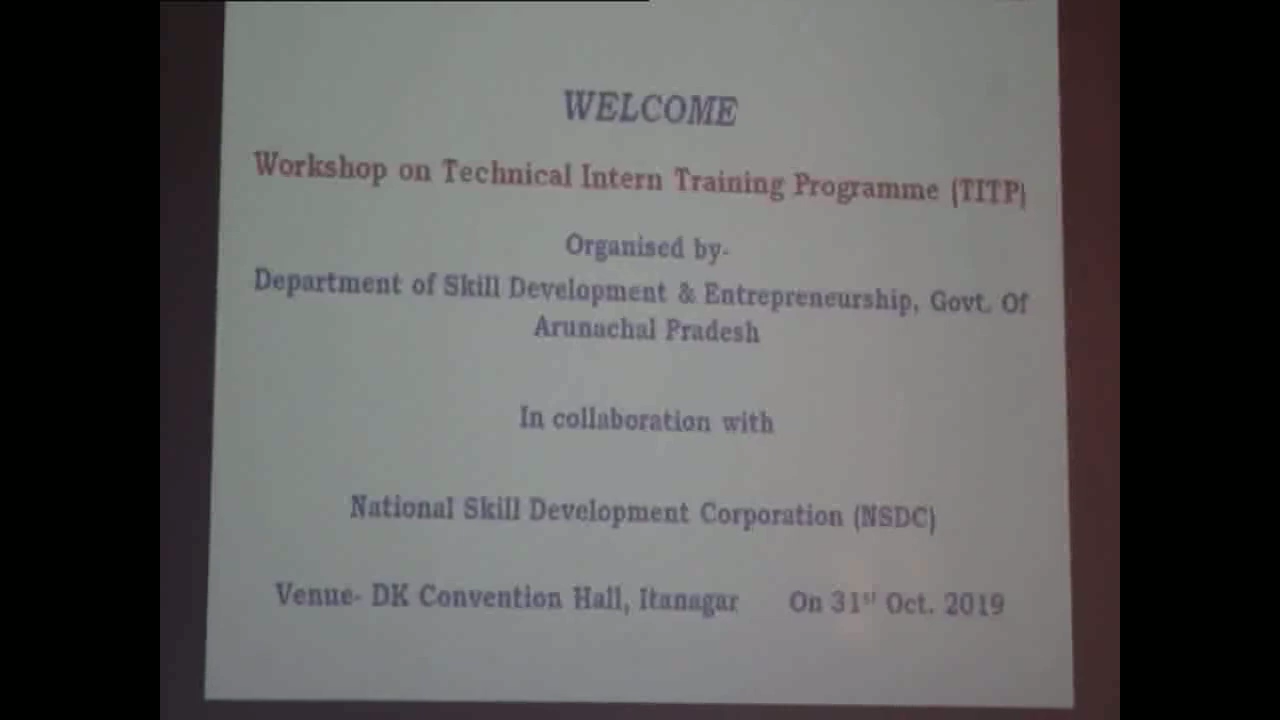 WELCOME
Workshop on Technical Intern Training Programme (TITP)
Organised by-
Department of Skill Development & Entrepreneurship, Govt. Of
Arunachal Pradesh
In collaboration with
National Skill Development Corporation (NSDC)
Venue- DK Convention Hall, Itanagar On 31st Oct. 2019